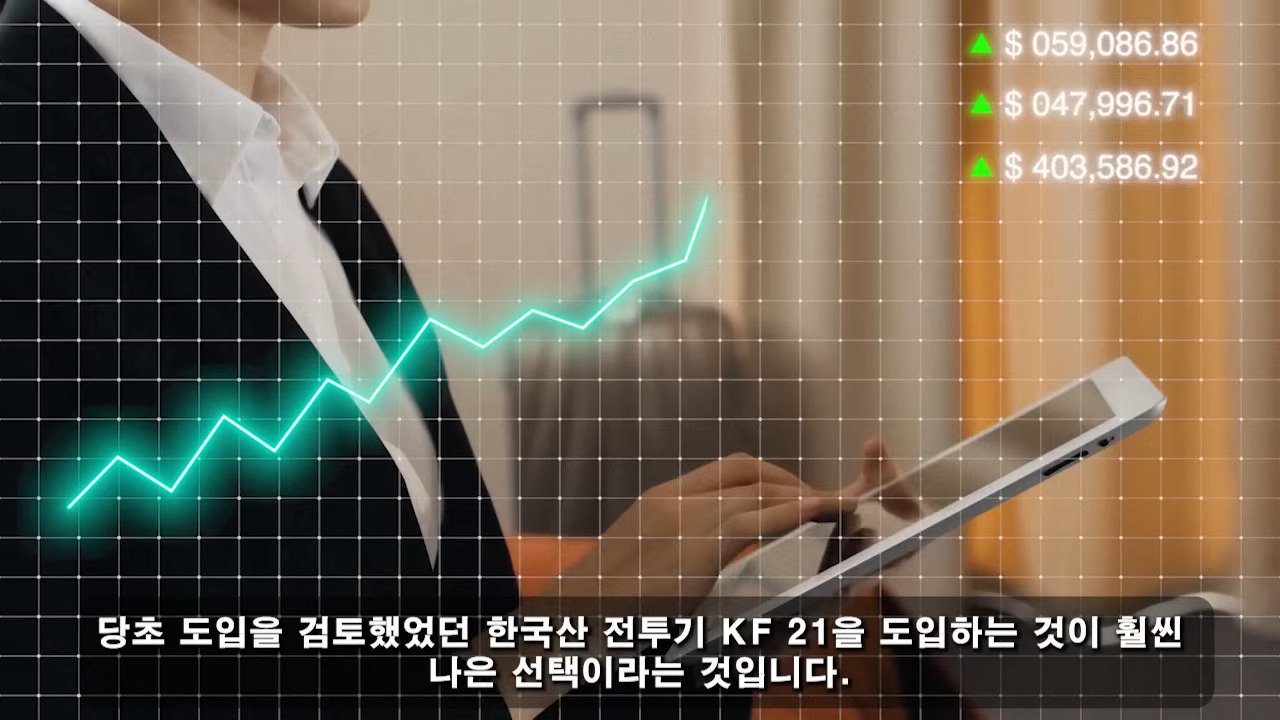 ▲ $ 059,086.86
▲ $ 047,996.71
▲ $ 403,586.92
당초 도입을 검토했었던 한국산 전투기 KF 21을 도입하는 것이 훨씬
나은 선택이라는 것입니다.